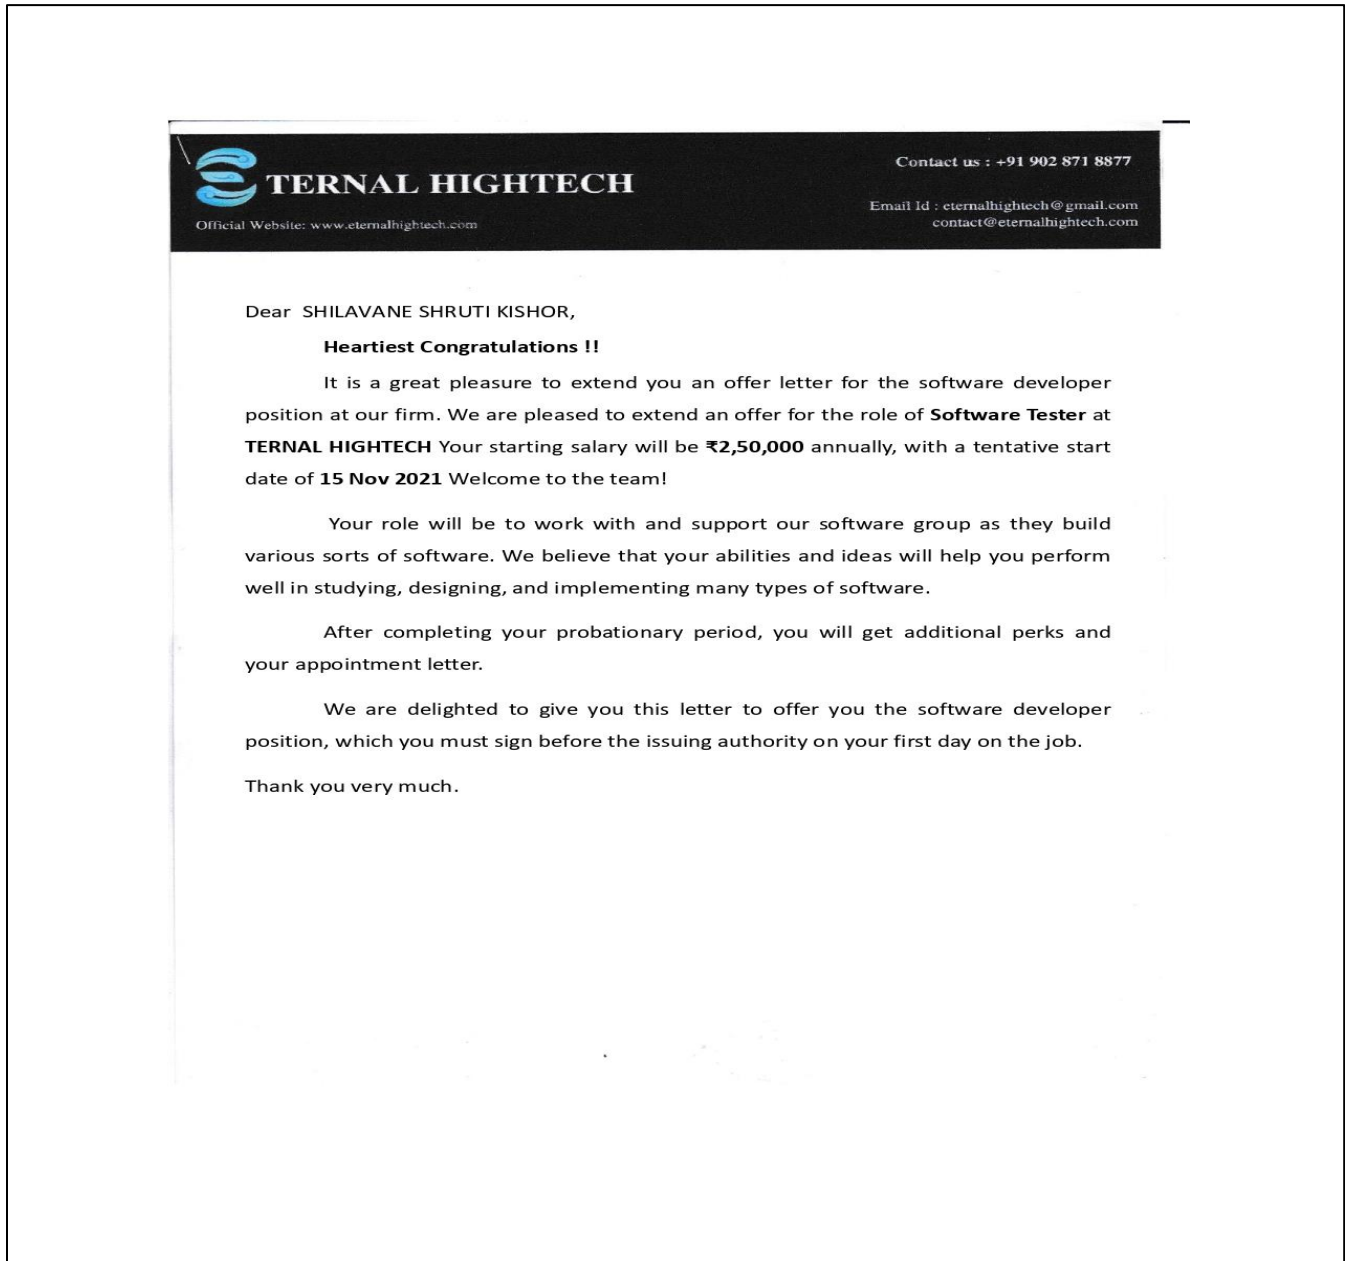 TERNAL HIGHTECH
Official Website: www.eternalhightech.com
Contact us : +91 902 871 8877
Email Id : eternalhightech@gmail.com
contact@eternalhightech.com
Dear SHILAVANE SHRUTI KISHOR,
Heartiest Congratulations !!
It is a great pleasure to extend you an offer letter for the software developer
position at our firm. We are pleased to extend an offer for the role of Software Tester at
TERNAL HIGHTECH Your starting salary will be ₹2,50,000 annually, with a tentative start
date of 15 Nov 2021 Welcome to the team!
Your role will be to work with and support our software group as they build
various sorts of software. We believe that your abilities and ideas will help you perform
well in studying, designing, and implementing many types of software.
After completing your probationary period, you will get additional perks and
your appointment letter.
We are delighted to give you this letter to offer you the software developer
position, which you must sign before the issuing authority on your first day on the job.
Thank you very much.